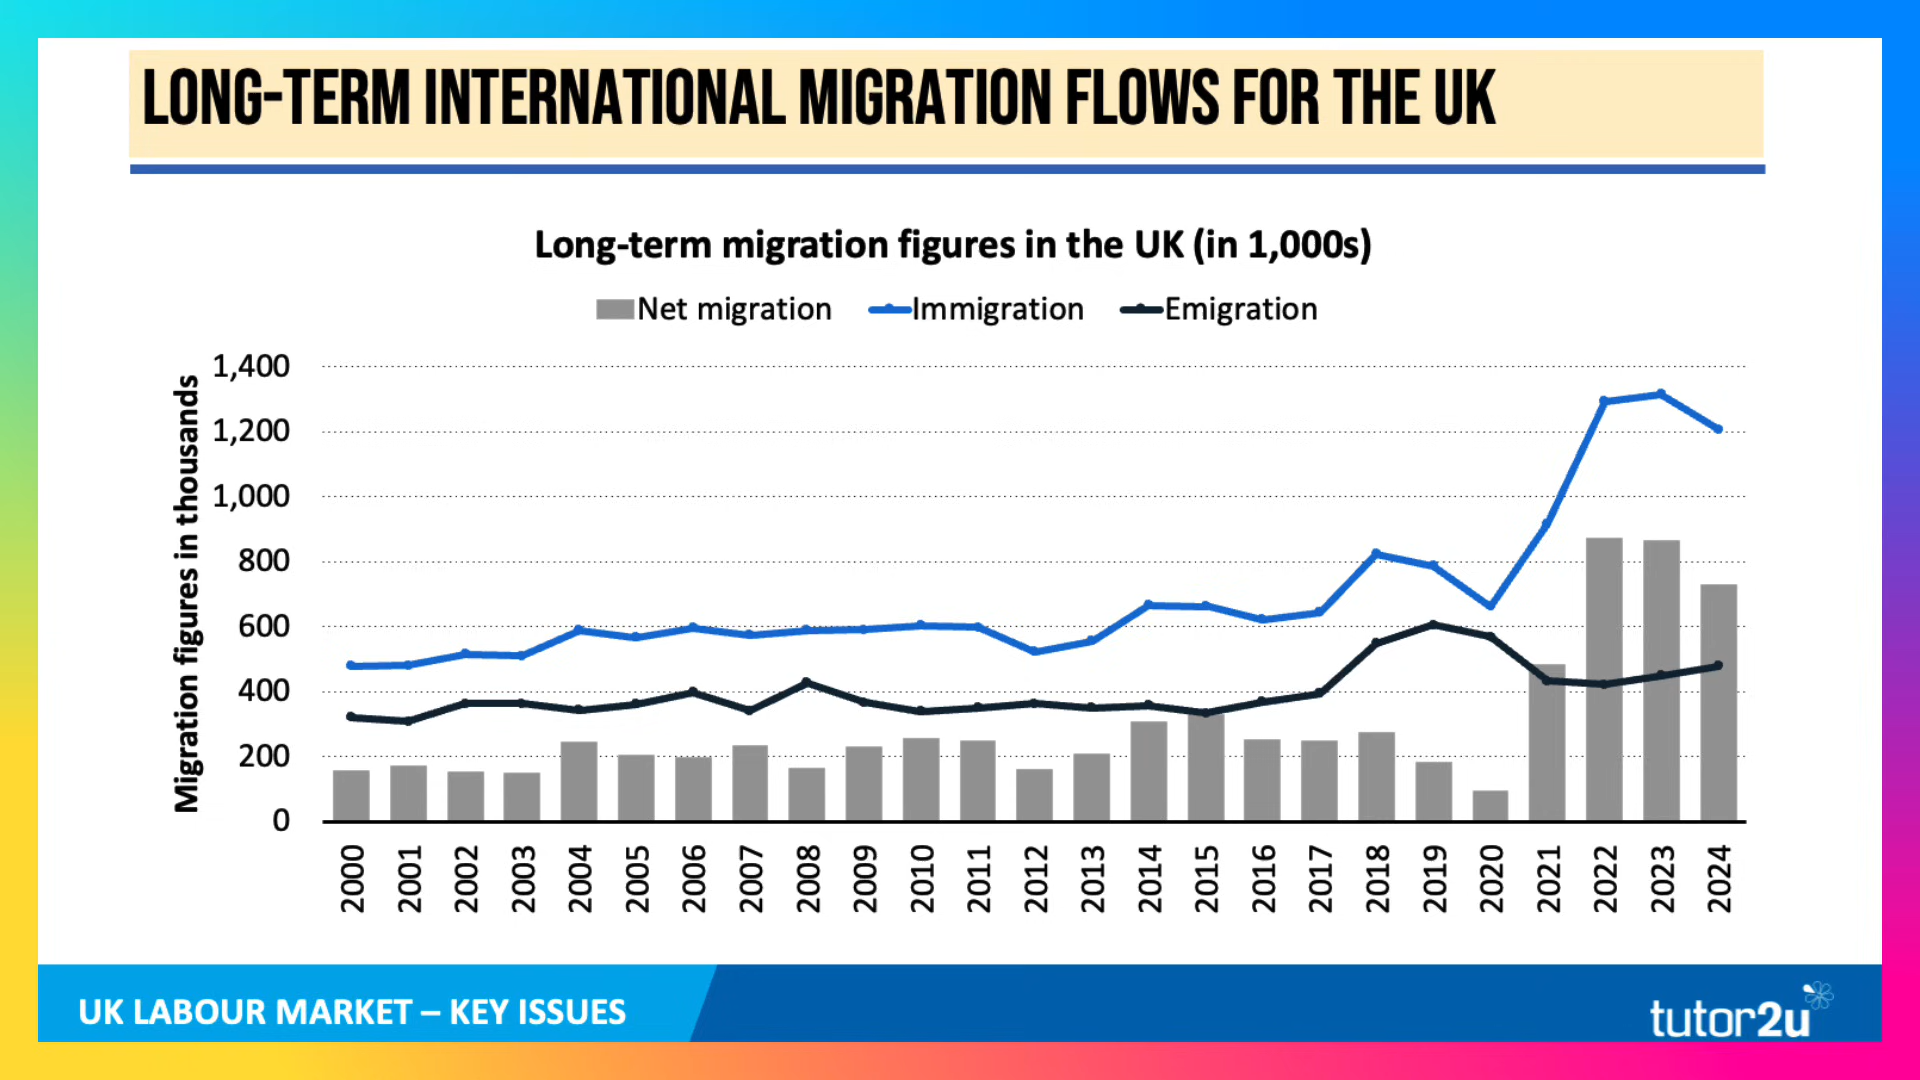 LONG-TERM INTERNATIONAL MIGRATION FLOWS FOR THE UK
Long-term migration figures in the UK (in 1,000s)
Net migration Immigration Emigration
Migration figures in thousands
1,400
1,200
1,000
800
600
400
200
0
2000 2001 2002 2003 2004 2005 2006 2007 2008 2009 2010 2011 2012 2013 2014 2015 2016 2017 2018 2019 2020 2021 2022 2023 2024
UK LABOUR MARKET – KEY ISSUES
tutor2u